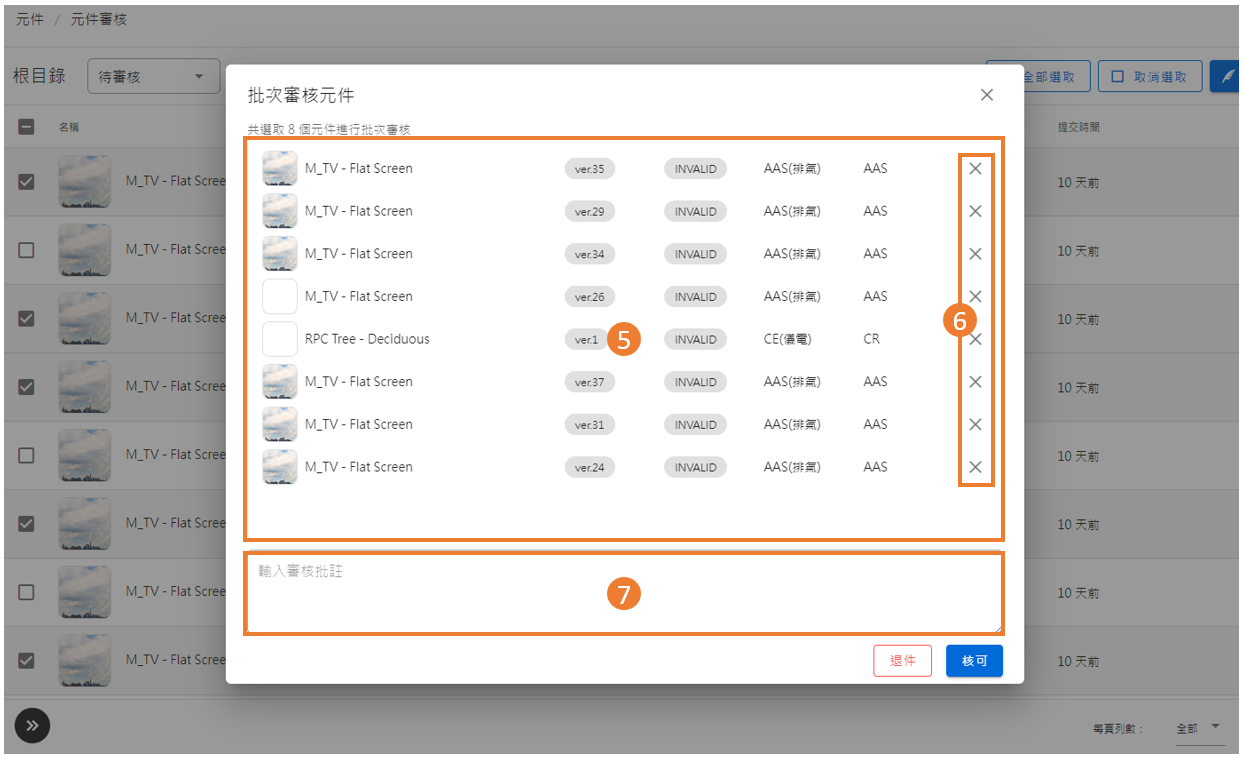 元件 / 元件審核
根目錄 待審核 全部選取 取消選取
名稱 提交時間
批次審核元件
共選取 8 個元件進行批次審核
M_TV - Flat Screen ver.35 INVALID AAS(排氣) AAS
M_TV - Flat Screen ver.29 INVALID AAS(排氣) AAS
M_TV - Flat Screen ver.34 INVALID AAS(排氣) AAS
M_TV - Flat Screen ver.26 INVALID AAS(排氣) AAS
6
RPC Tree - Deciduous ver.1 5 INVALID CE(儀電) CR
M_TV - Flat Screen ver.37 INVALID AAS(排氣) AAS
M_TV - Flat Screen ver.31 INVALID AAS(排氣) AAS
M_TV - Flat Screen ver.24 INVALID AAS(排氣) AAS
輸入審核批註
7
退件 核可
M_TV - Flat Scree 10 天前
M_TV - Flat Scree 10 天前
M_TV - Flat Scree 10 天前
M_TV - Flat Scree 10 天前
M_TV - Flat Scree 10 天前
M_TV - Flat Scree 10 天前
M_TV - Flat Scree 10 天前
M_TV - Flat Scree 10 天前
每頁列數： 全部